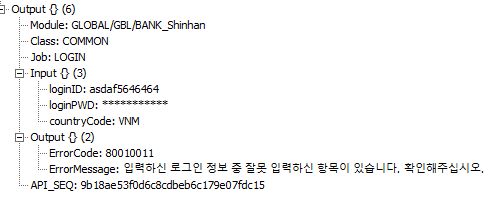 Output {} (6)
Module: GLOBAL/GBL/BANK_Shinhan
Class: COMMON
Job: LOGIN
Input {} (3)
loginID: asdaf5646464
loginPWD: ***********
countryCode: VNM
Output {} (2)
ErrorCode: 80010011
ErrorMessage: 입력하신 로그인 정보 중 잘못 입력하신 항목이 있습니다. 확인해주십시오.
API_SEQ: 9b18ae53f0d6c8cdbeb6c179e07fdc15